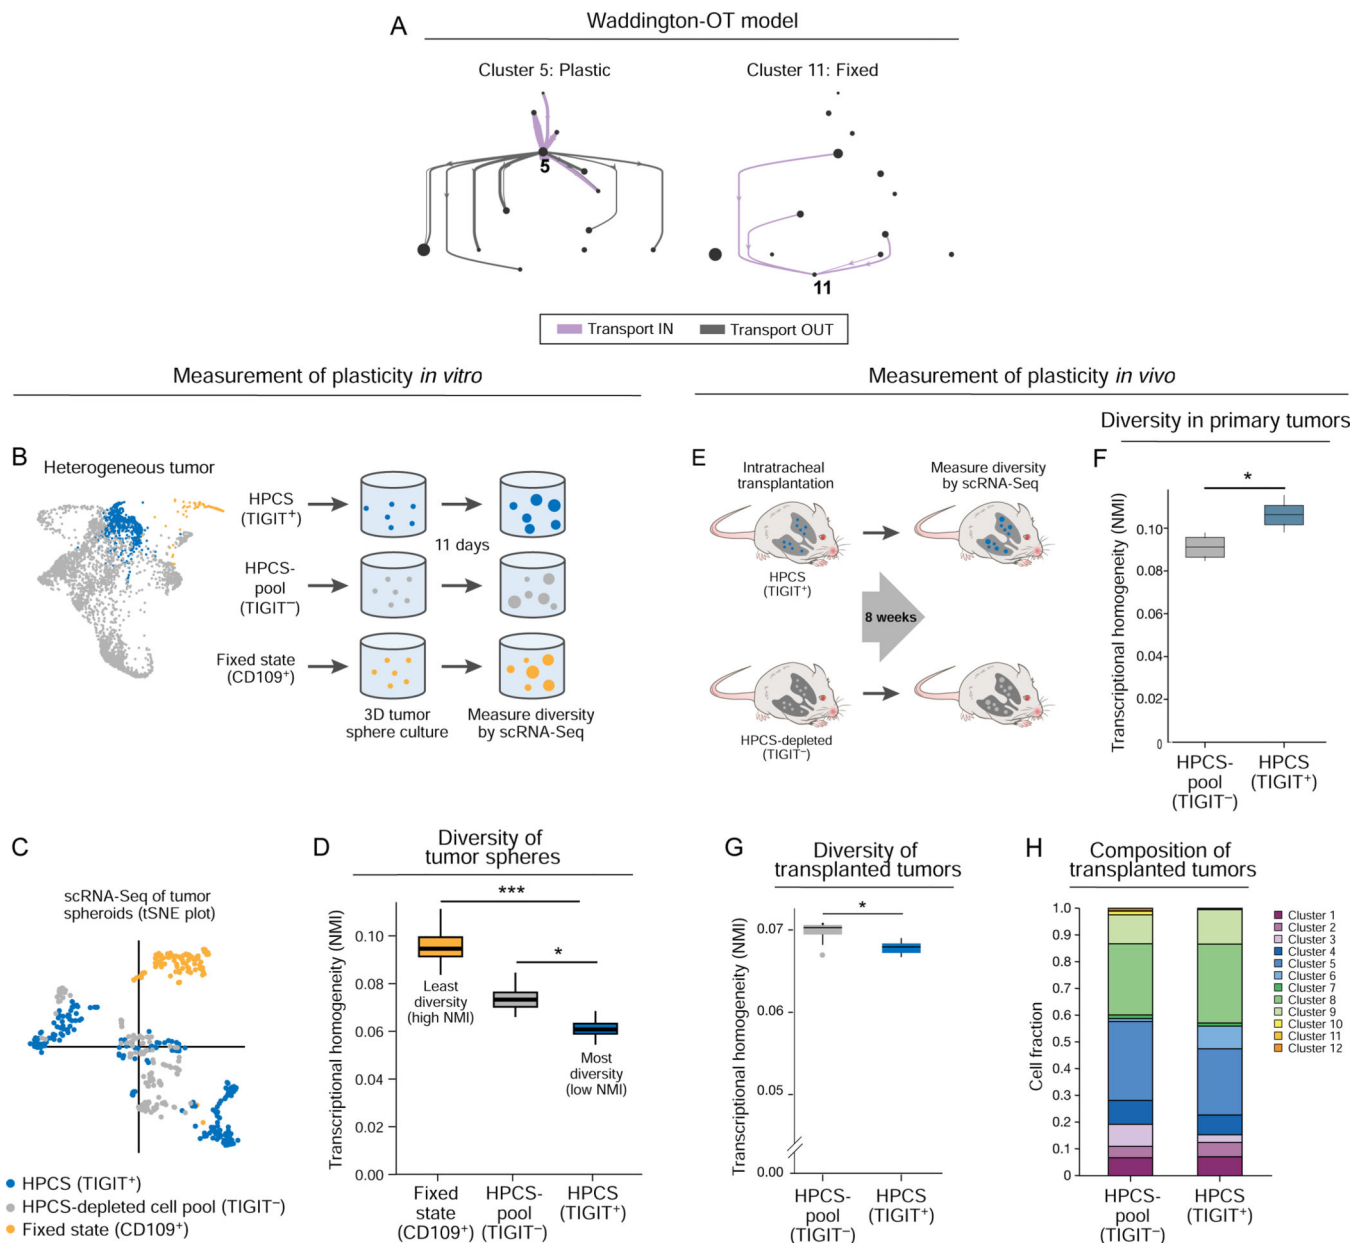 A
Waddington-OT model
Cluster 5: Plastic
Cluster 11: Fixed
5
11
Transport IN
Transport OUT
Measurement of plasticity in vitro
Measurement of plasticity in vivo
B
Heterogeneous tumor
HPCS
(TIGIT+)
HPCS-
pool
(TIGIT−)
Fixed state
(CD109+)
11 days
3D tumor
sphere culture
Measure diversity
by scRNA-Seq
E
Intratracheal
transplantation
Measure diversity
by scRNA-Seq
HPCS
(TIGIT+)
8 weeks
HPCS-depleted
(TIGIT−)
Diversity in primary tumors
F
*
Transcriptional homogeneity (NMI)
0.10
0.08
0.06
0.04
0.02
0
HPCS-
pool
(TIGIT−)
HPCS
(TIGIT+)
C
scRNA-Seq of tumor
spheroids (tSNE plot)
HPCS (TIGIT+)
HPCS-depleted cell pool (TIGIT−)
Fixed state (CD109+)
D
Diversity of
tumor spheres
***
*
Transcriptional homogeneity (NMI)
0.10
0.08
0.06
0.04
0.02
0.00
Least
diversity
(high NMI)
Most
diversity
(low NMI)
Fixed
state
(CD109+)
HPCS-
pool
(TIGIT−)
HPCS
(TIGIT+)
G
Diversity of
transplanted tumors
*
Transcriptional homogeneity (NMI)
0.07
0.06
0.05
0.00
HPCS-
pool
(TIGIT−)
HPCS
(TIGIT+)
H
Composition of
transplanted tumors
Cell fraction
1.0
0.9
0.8
0.7
0.6
0.5
0.4
0.3
0.2
0.1
0
HPCS-
pool
(TIGIT−)
HPCS
(TIGIT+)
Cluster 1
Cluster 2
Cluster 3
Cluster 4
Cluster 5
Cluster 6
Cluster 7
Cluster 8
Cluster 9
Cluster 10
Cluster 11
Cluster 12